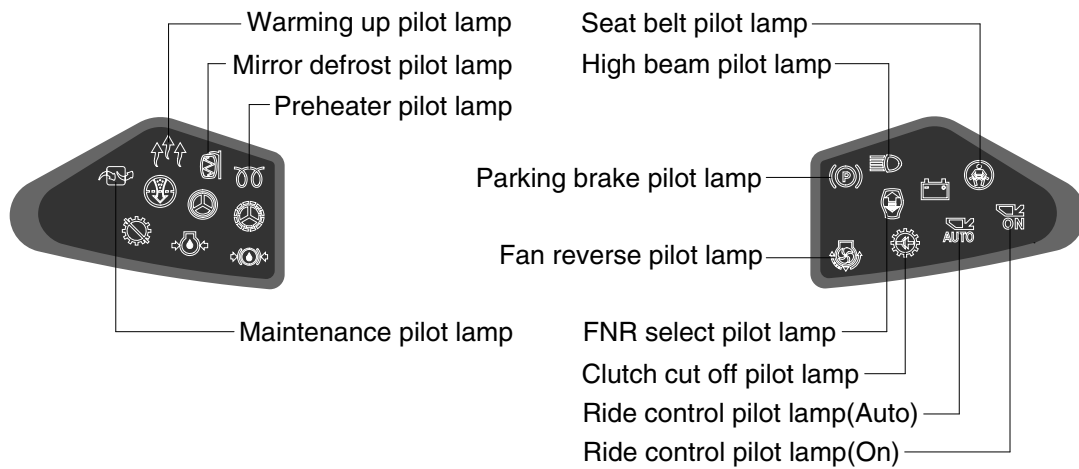 Warming up pilot lamp
Mirror defrost pilot lamp
Preheater pilot lamp
Maintenance pilot lamp
Seat belt pilot lamp
High beam pilot lamp
Parking brake pilot lamp
P
AUTO
ON
Fan reverse pilot lamp
FNR select pilot lamp
Clutch cut off pilot lamp
Ride control pilot lamp(Auto)
Ride control pilot lamp(On)